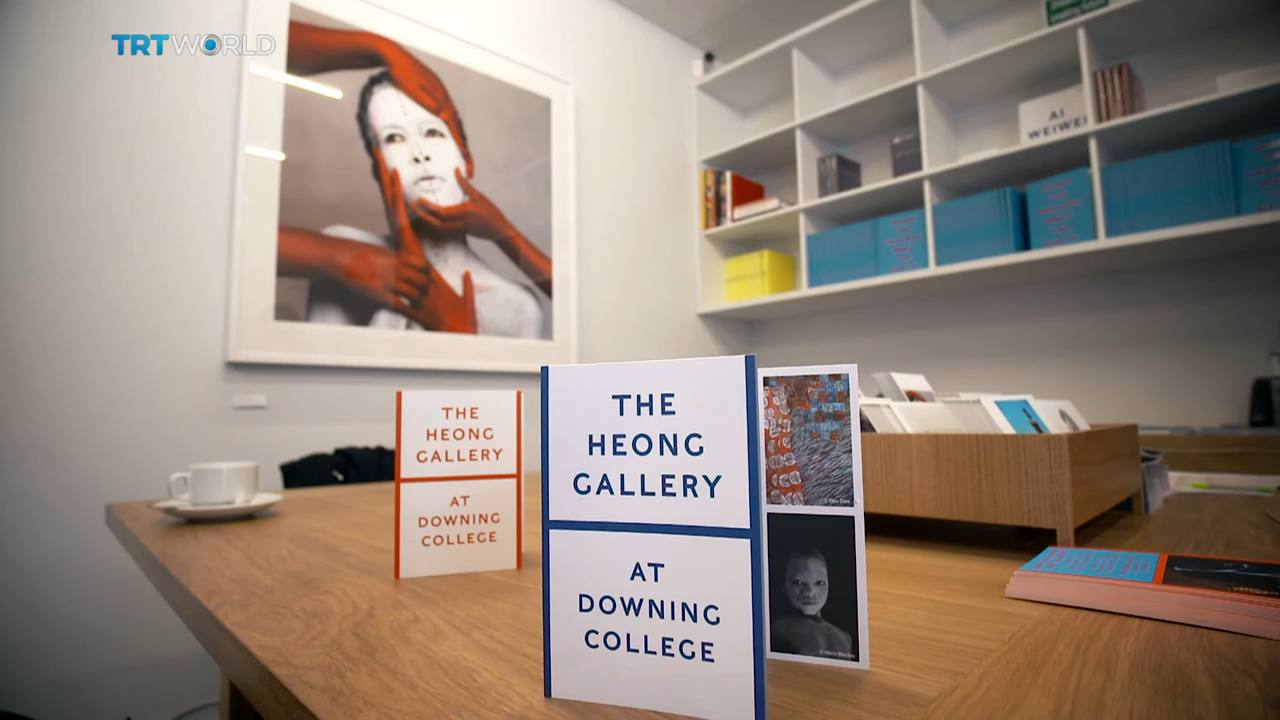 TRT WORLD
AI
WEIWEI
THE
HEONG
GALLERY
AT
DOWNING
COLLEGE
THE
HEONG
GALLERY
AT
DOWNING
COLLEGE